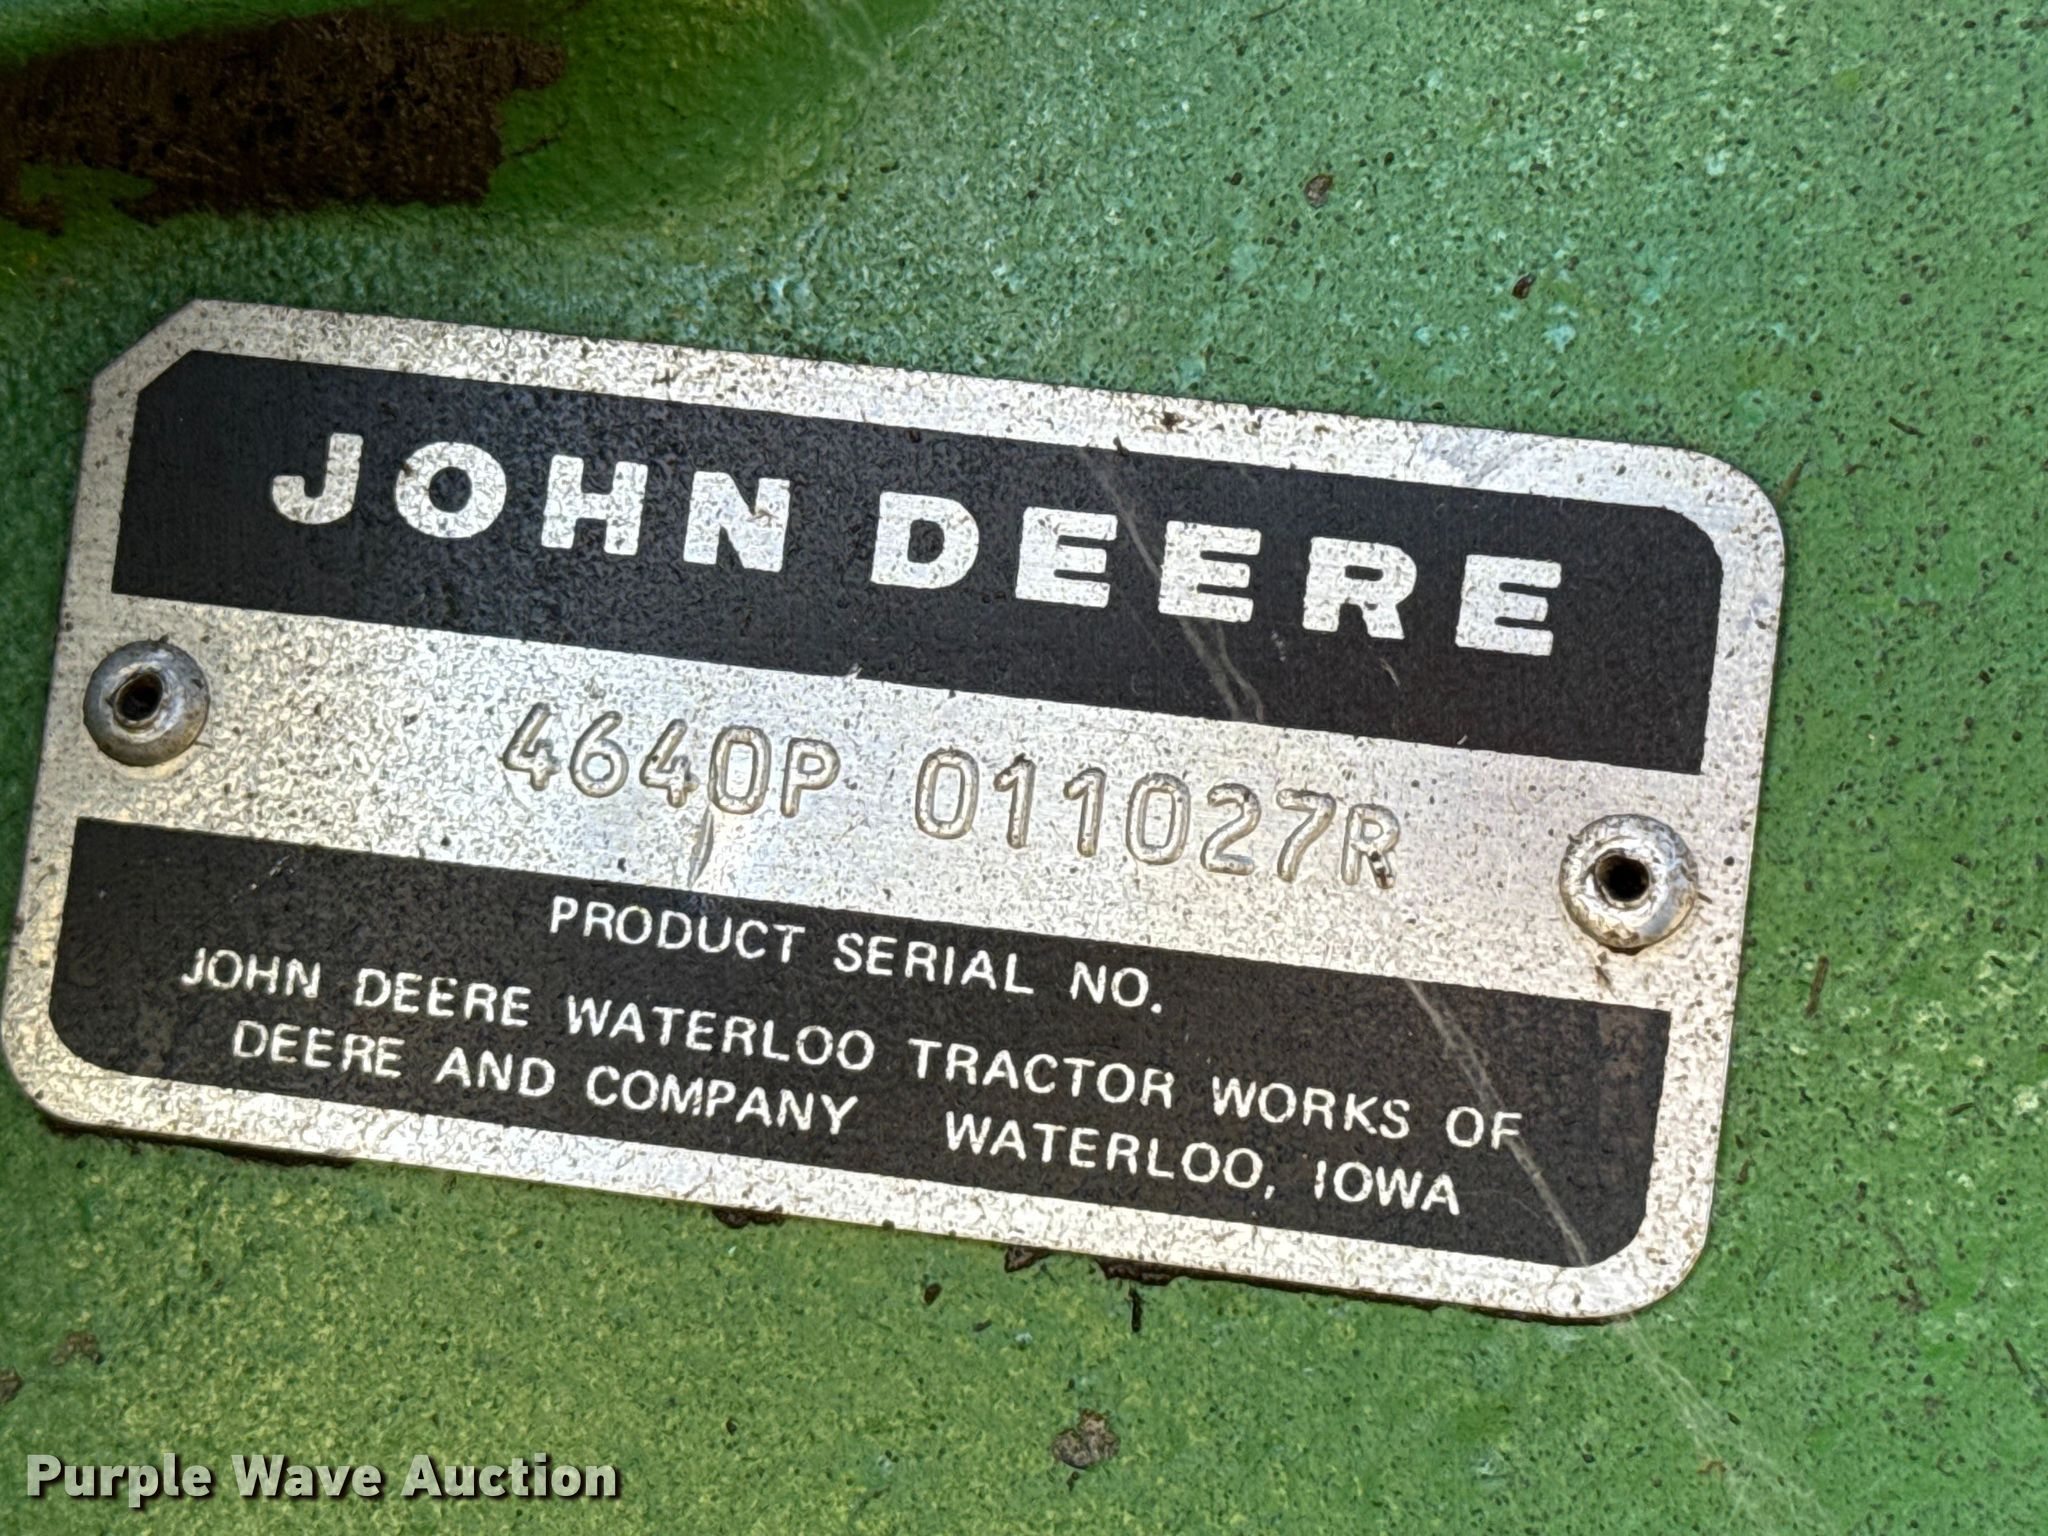 JOHN DEERE
4640P 011027R
PRODUCT SERIAL NO.
JOHN DEERE WATERLOO TRACTOR WORKS OF
DEERE AND COMPANY WATERLOO, IOWA
Purple Wave Auction